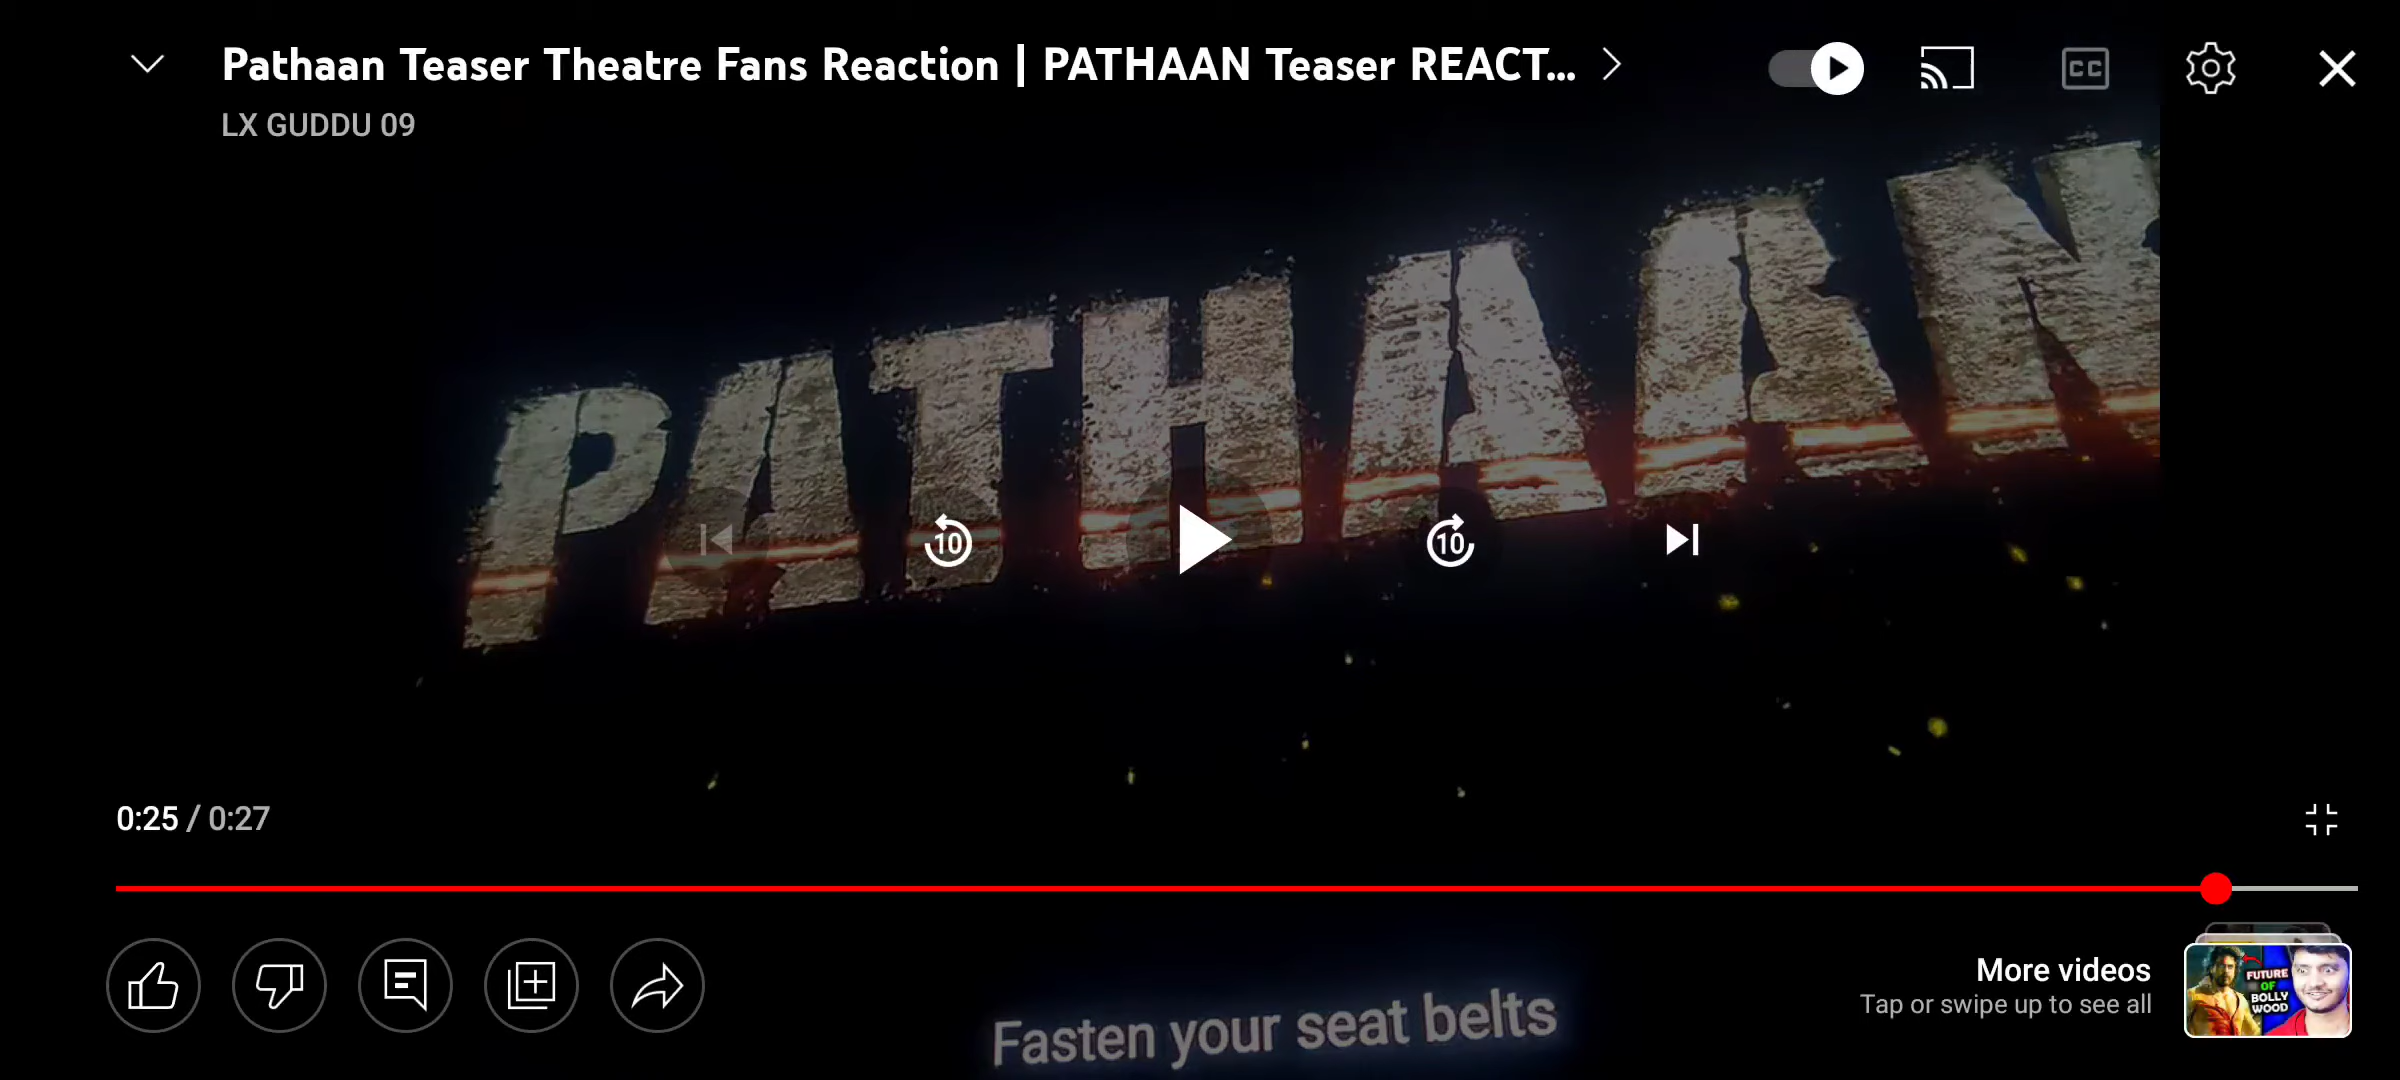 Pathaan Teaser Theatre Fans Reaction | PATHAAN Teaser REACT...
LX GUDDU 09
CC
PATHAAN
10
10
0:25 / 0:27
More videos
Tap or swipe up to see all
FUTURE
OF
BOLLY
WOOD
Fasten your seat belts